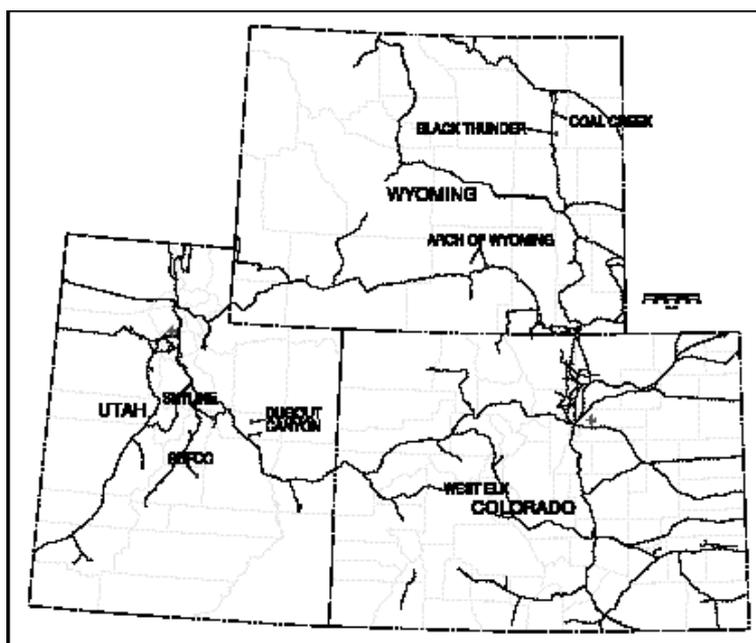 COAL CREEK
BLACK THUNDER
WYOMING
ARCH OF WYOMING
SKYLINE
UTAH
DUGOUT
CANYON
SUFCO
WEST ELK
COLORADO